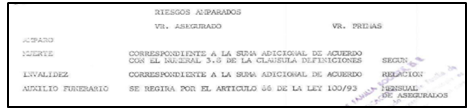 RIESGOS AMPARADOS
VR. ASEGURADO VR. PRIMAS
AMPARO
MUERTE CORRESPONDIENTE A LA SUMA ADICIONAL DE ACUERDO
CON EL NUMERAL 3.8 DE LA CLAUSULA DEFINICIONES SEGUN
INVALIDEZ CORRESPONDIENTE A LA SUMA ADICIONAL DE ACUERDO RELACION
AUXILIO FUNERARIO SE REGIRA POR EL ARTICULO 86 DE LA LEY 100/93 MENSUAL
DE ASEGURADOS